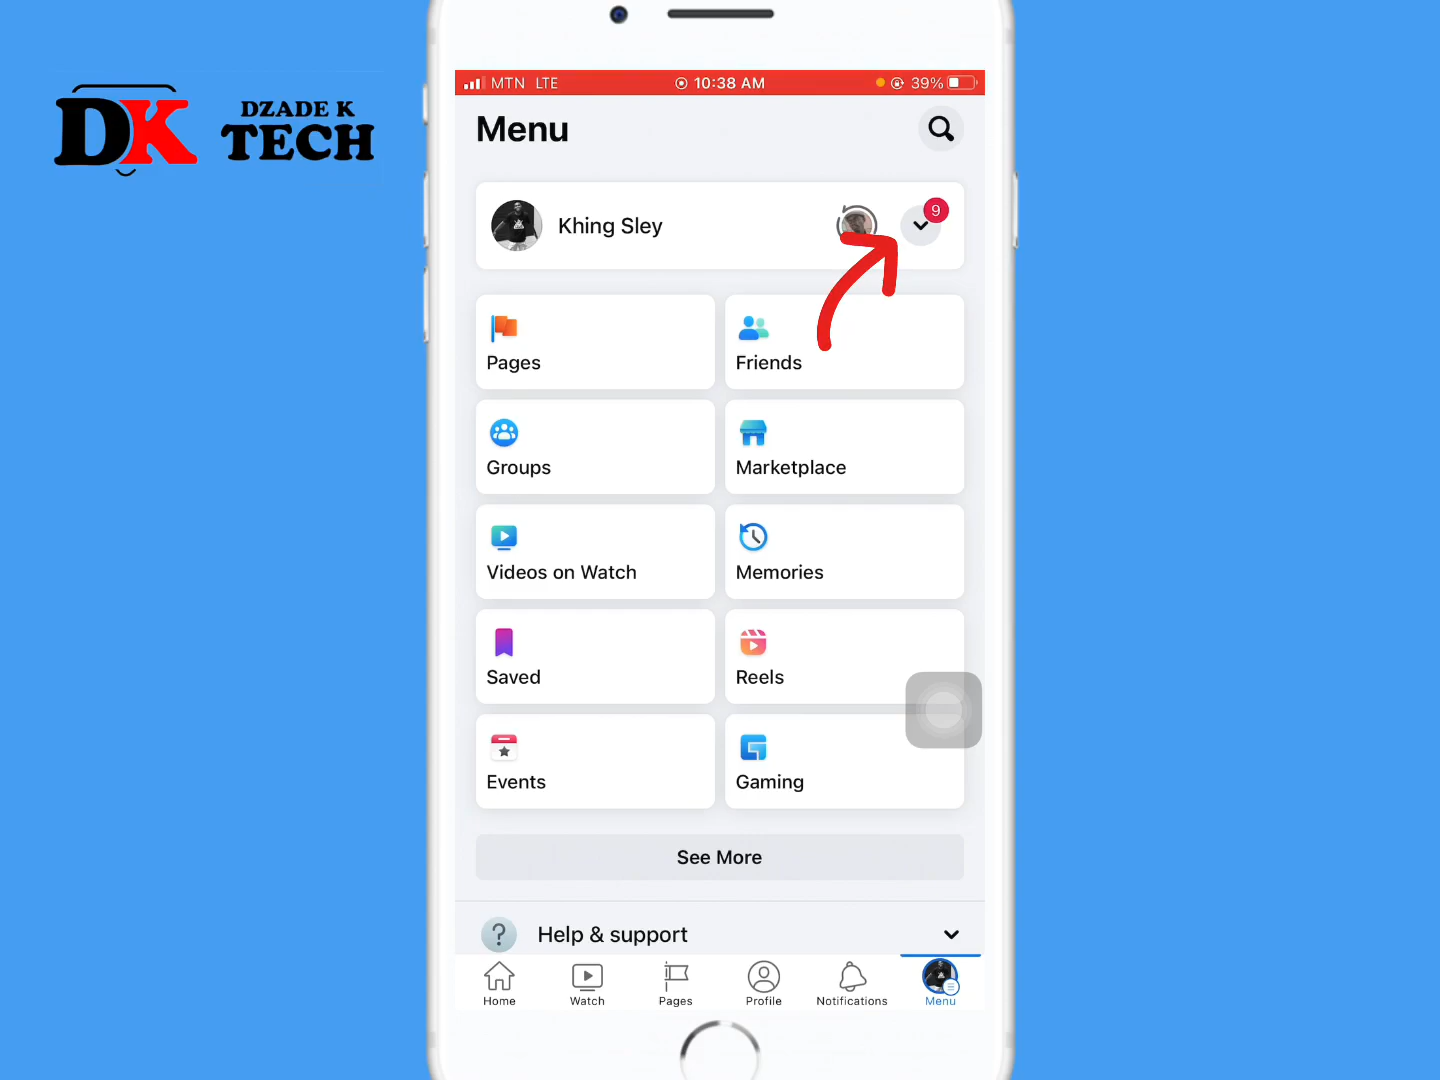 DK
DZADE K
TECH
MTN LTE
10:38 AM
39%
Menu
Khing Sley
9
Pages
Friends
Groups
Marketplace
Videos on Watch
Memories
Saved
Reels
Events
Gaming
See More
? Help & support
Home
Watch
Pages
Profile
Notifications
Menu